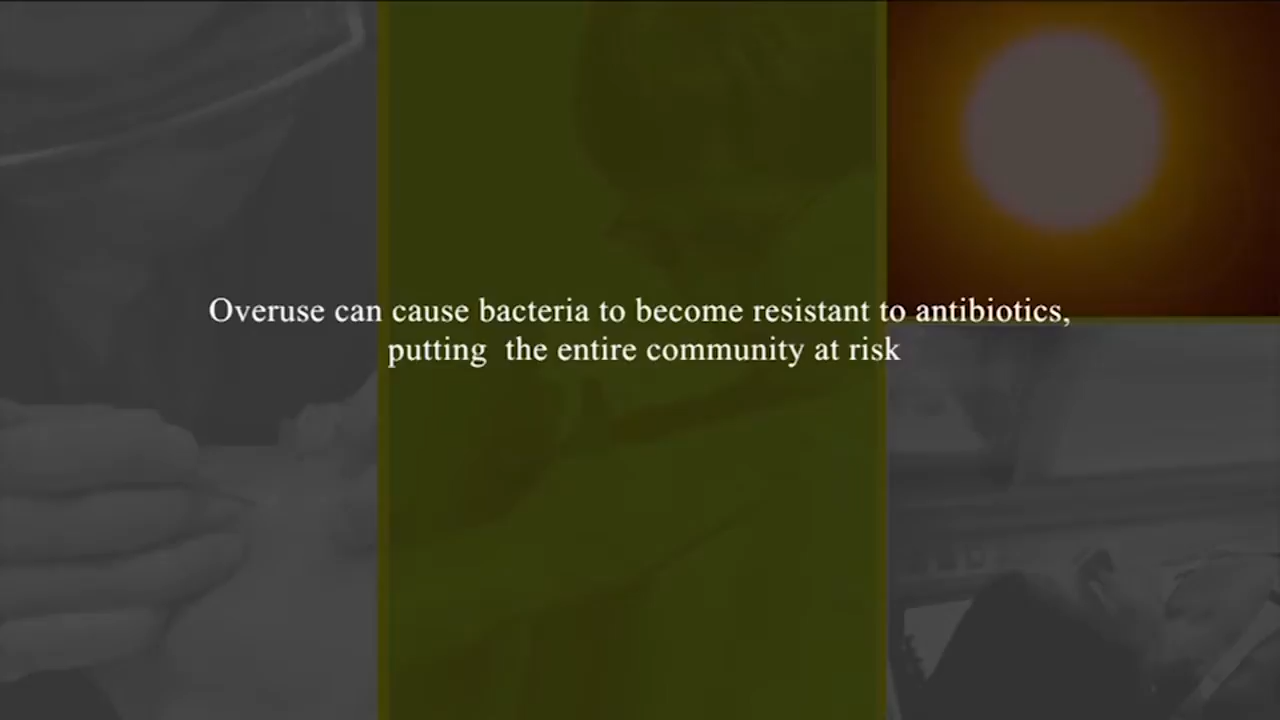 Overuse can cause bacteria to become resistant to antibiotics,
putting  the entire community at risk